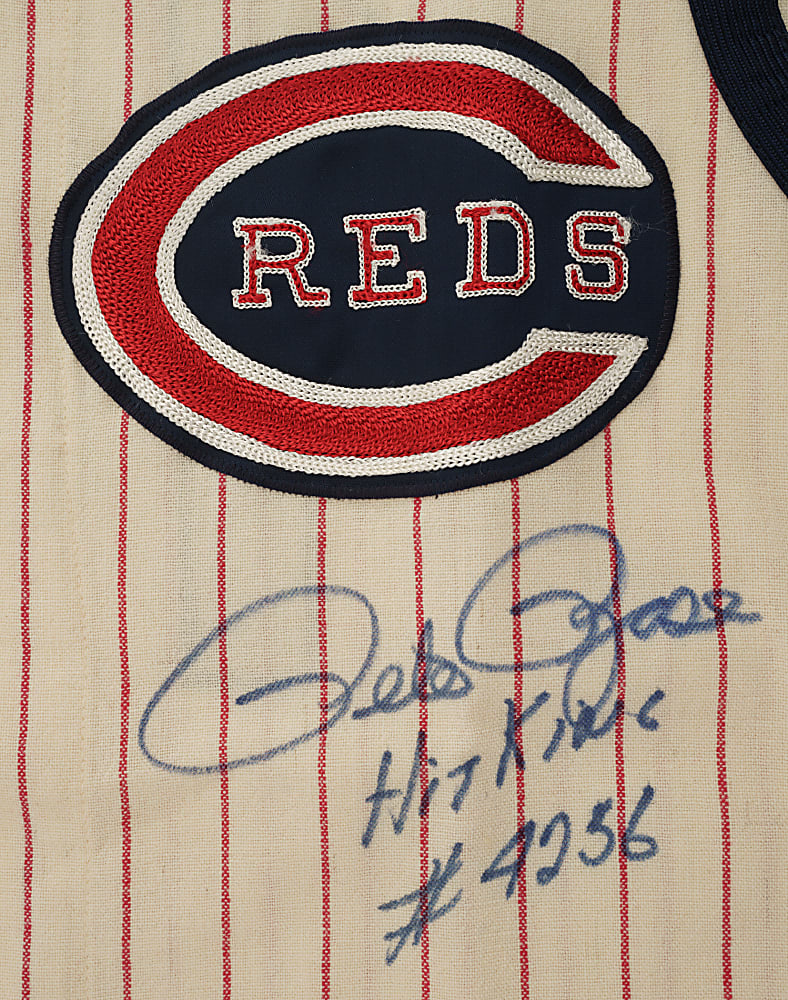 REDS
Pete Rose
Hit King
#4256